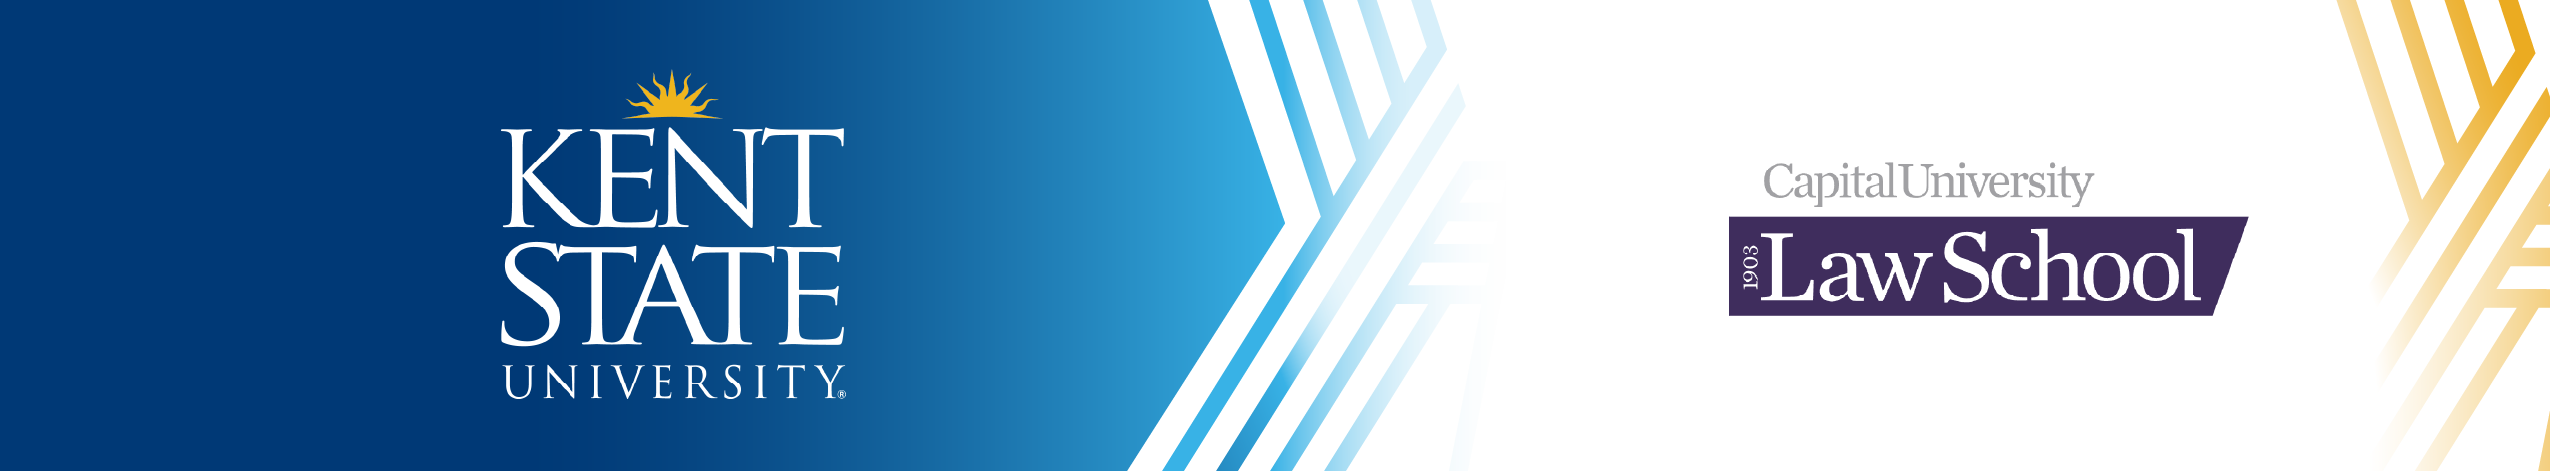 KENT
STATE
UNIVERSITY®
Capital University
1903
Law School